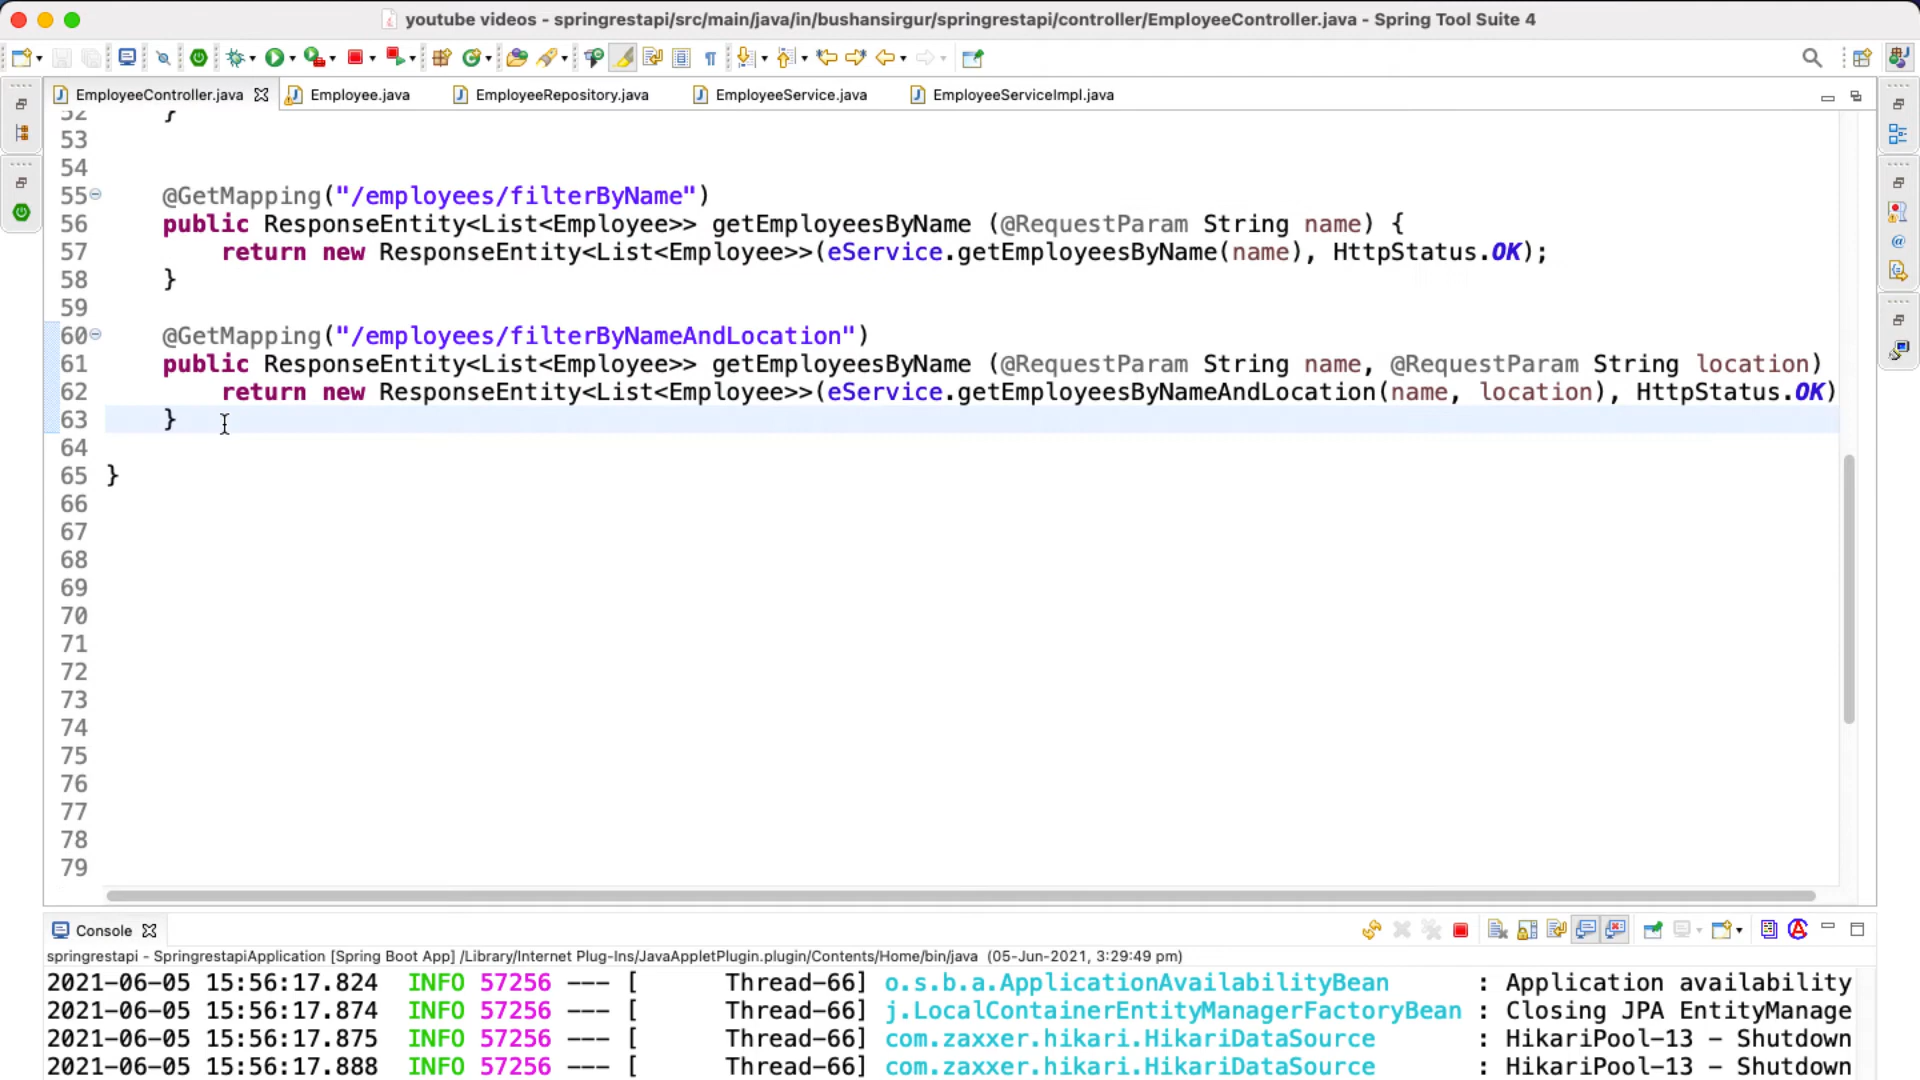 youtube videos - springrestapi/src/main/java/in/bushansirgur/springrestapi/controller/EmployeeController.java - Spring Tool Suite 4
EmployeeController.java Employee.java EmployeeRepository.java EmployeeService.java EmployeeServiceImpl.java
52 }
53
54
55 @GetMapping("/employees/filterByName")
56 public ResponseEntity<List<Employee>> getEmployeesByName (@RequestParam String name) {
57 return new ResponseEntity<List<Employee>>(eService.getEmployeesByName(name), HttpStatus.OK);
58 }
59
60 @GetMapping("/employees/filterByNameAndLocation")
61 public ResponseEntity<List<Employee>> getEmployeesByName (@RequestParam String name, @RequestParam String location)
62 return new ResponseEntity<List<Employee>>(eService.getEmployeesByNameAndLocation(name, location), HttpStatus.OK)
63 }
64
65 }
66
67
68
69
70
71
72
73
74
75
76
77
78
79
Console
springrestapi - SpringrestapiApplication [Spring Boot App] /Library/Internet Plug-Ins/JavaAppletPlugin.plugin/Contents/Home/bin/java (05-Jun-2021, 3:29:49 pm)
2021-06-05 15:56:17.824 INFO 57256 --- [ Thread-66] o.s.b.a.ApplicationAvailabilityBean : Application availability
2021-06-05 15:56:17.874 INFO 57256 --- [ Thread-66] j.LocalContainerEntityManagerFactoryBean : Closing JPA EntityManage
2021-06-05 15:56:17.875 INFO 57256 --- [ Thread-66] com.zaxxer.hikari.HikariDataSource : HikariPool-13 - Shutdown
2021-06-05 15:56:17.888 INFO 57256 --- [ Thread-66] com.zaxxer.hikari.HikariDataSource : HikariPool-13 - Shutdown